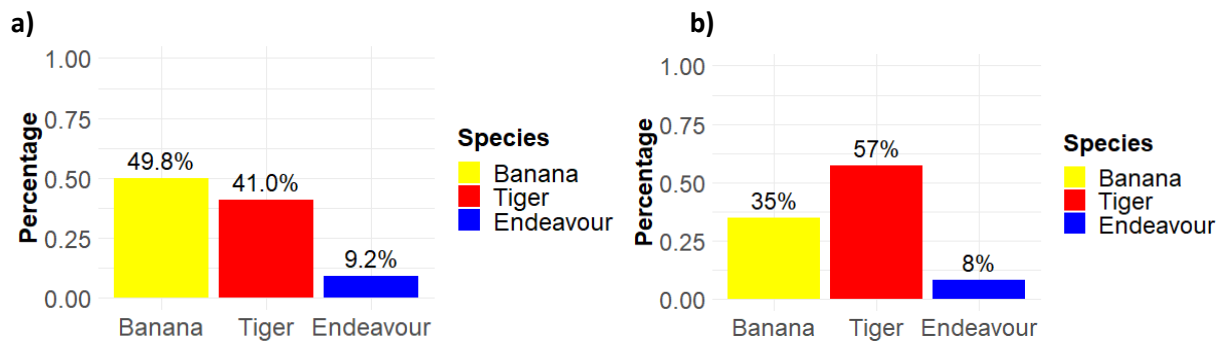 a)
Percentage
1.00
0.75
0.50
0.25
0.00
49.8%
41.0%
9.2%
Banana Tiger Endeavour
Species
Banana
Tiger
Endeavour
b)
Percentage
1.00
0.75
0.50
0.25
0.00
35%
57%
8%
Banana Tiger Endeavour
Species
Banana
Tiger
Endeavour